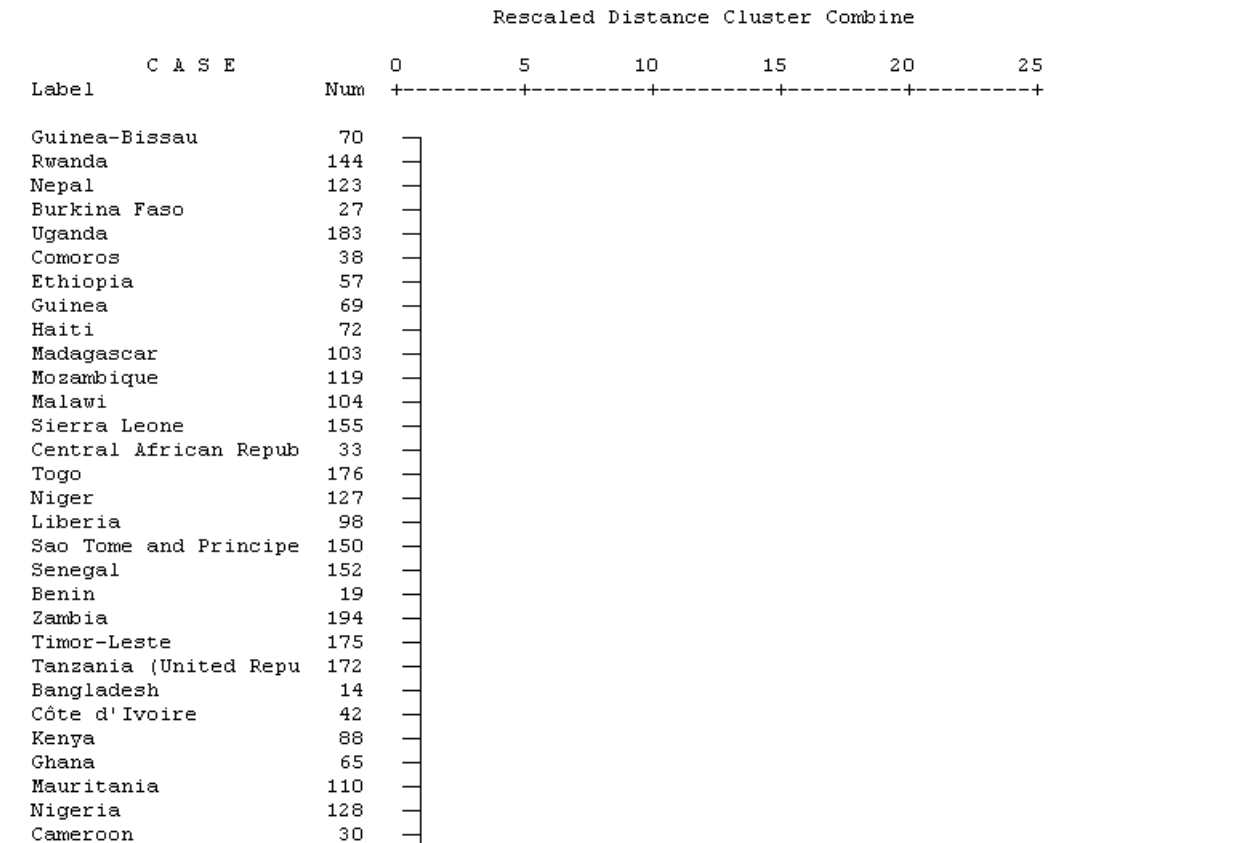 Rescaled Distance Cluster Combine
C A S E 0 5 10 15 20 25
Label Num +---------+---------+---------+---------+---------+
Guinea-Bissau 70
Rwanda 144
Nepal 123
Burkina Faso 27
Uganda 183
Comoros 38
Ethiopia 57
Guinea 69
Haiti 72
Madagascar 103
Mozambique 119
Malawi 104
Sierra Leone 155
Central African Repub 33
Togo 176
Niger 127
Liberia 98
Sao Tome and Principe 150
Senegal 152
Benin 19
Zambia 194
Timor-Leste 175
Tanzania (United Repu 172
Bangladesh 14
Côte d'Ivoire 42
Kenya 88
Ghana 65
Mauritania 110
Nigeria 128
Cameroon 30